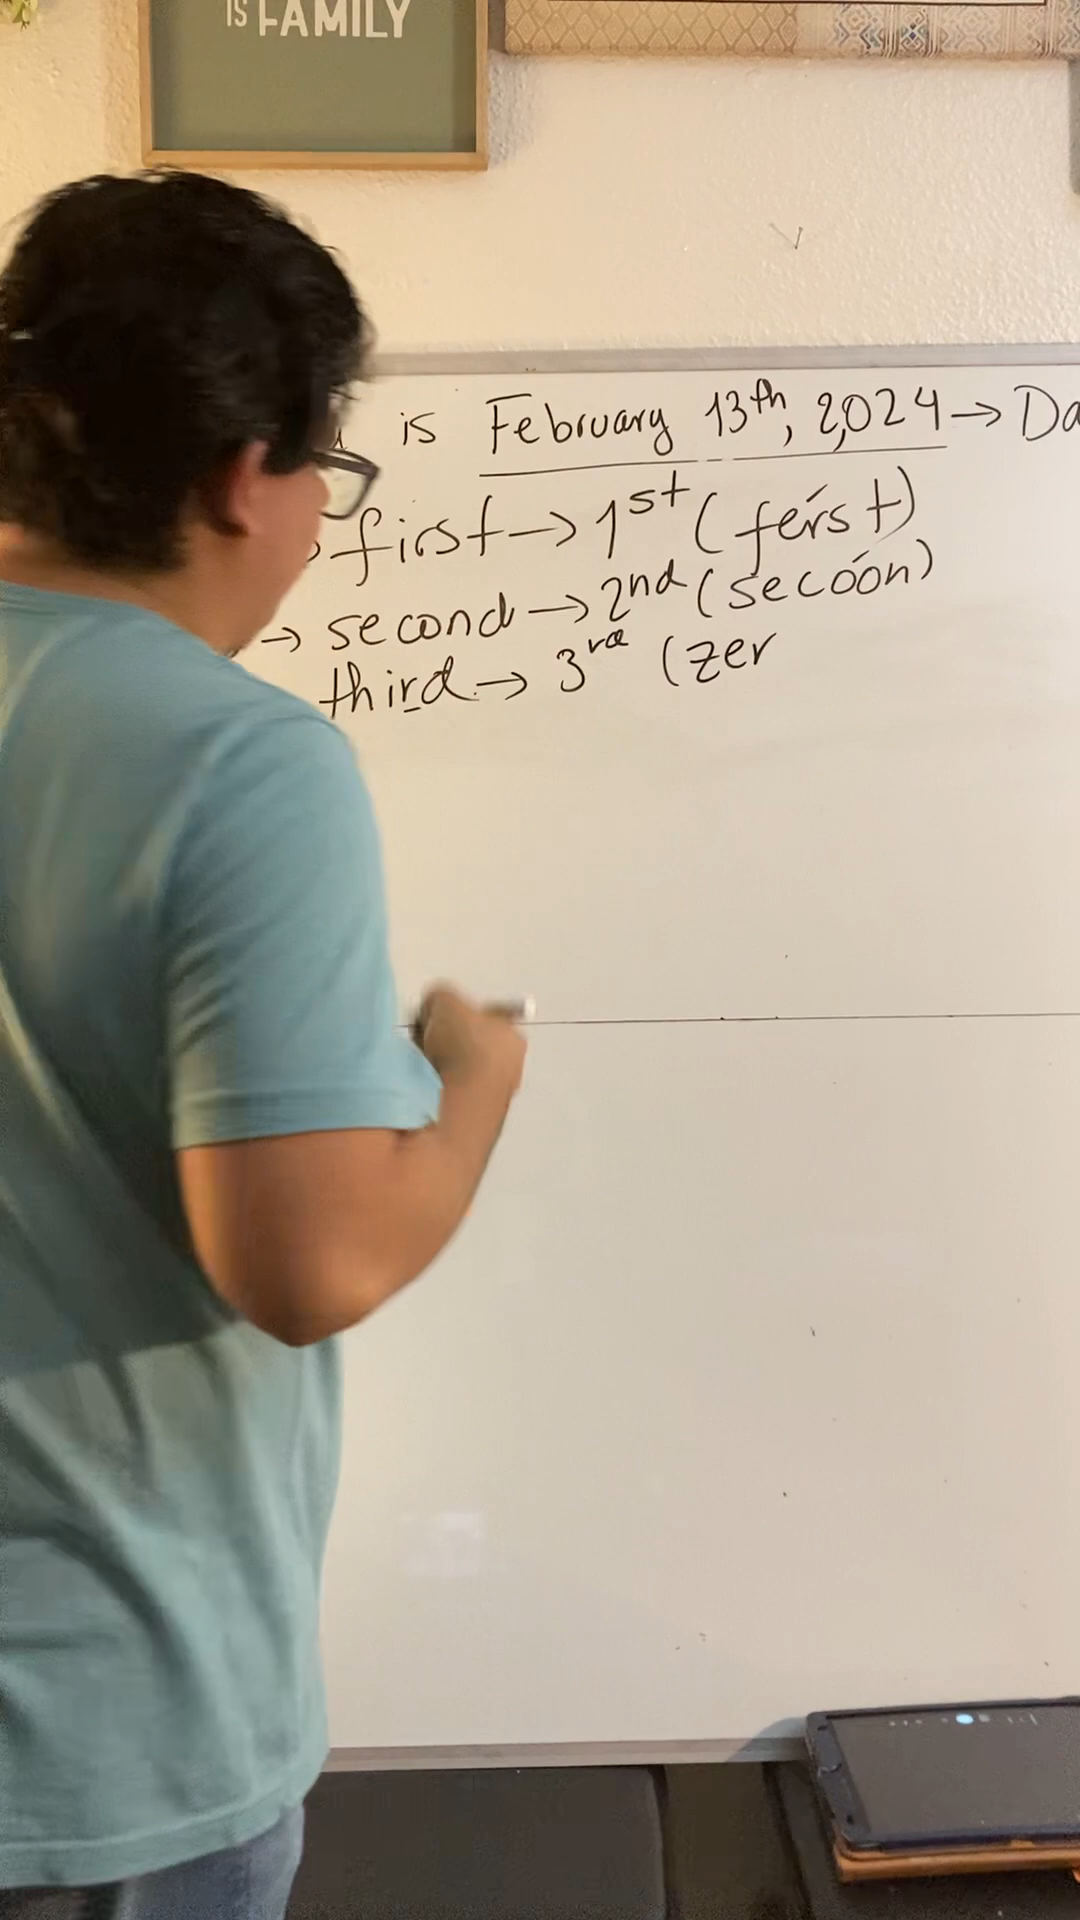 IS FAMILY
is February 13th, 2,024 → Da
first → 1st (férst)
→ second → 2nd (secóon)
third → 3rd (zer